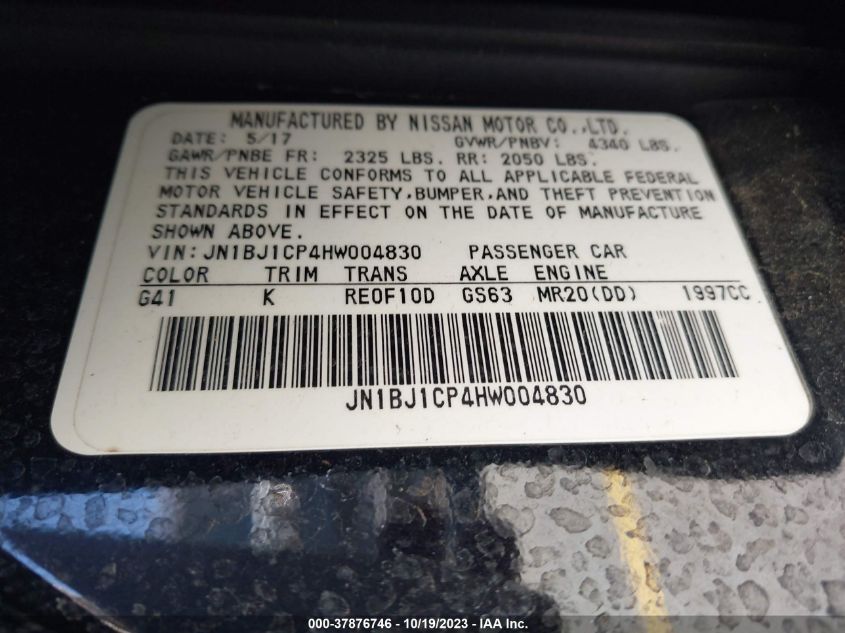 MANUFACTURED BY NISSAN MOTOR CO.,LTD.
DATE: 5/17 GVWR/PNBV: 4340 LBS.
GAWR/PNBE FR: 2325 LBS. RR: 2050 LBS.
THIS VEHICLE CONFORMS TO ALL APPLICABLE FEDERAL
MOTOR VEHICLE SAFETY,BUMPER,AND THEFT PREVENTION
STANDARDS IN EFFECT ON THE DATE OF MANUFACTURE
SHOWN ABOVE.
VIN:JN1BJ1CP4HW004830 PASSENGER CAR
COLOR TRIM TRANS AXLE ENGINE
G41 K RE0F10D GS63 MR20(DD) 1997CC
JN1BJ1CP4HW004830
000-37876746 - 10/19/2023 - IAA Inc.